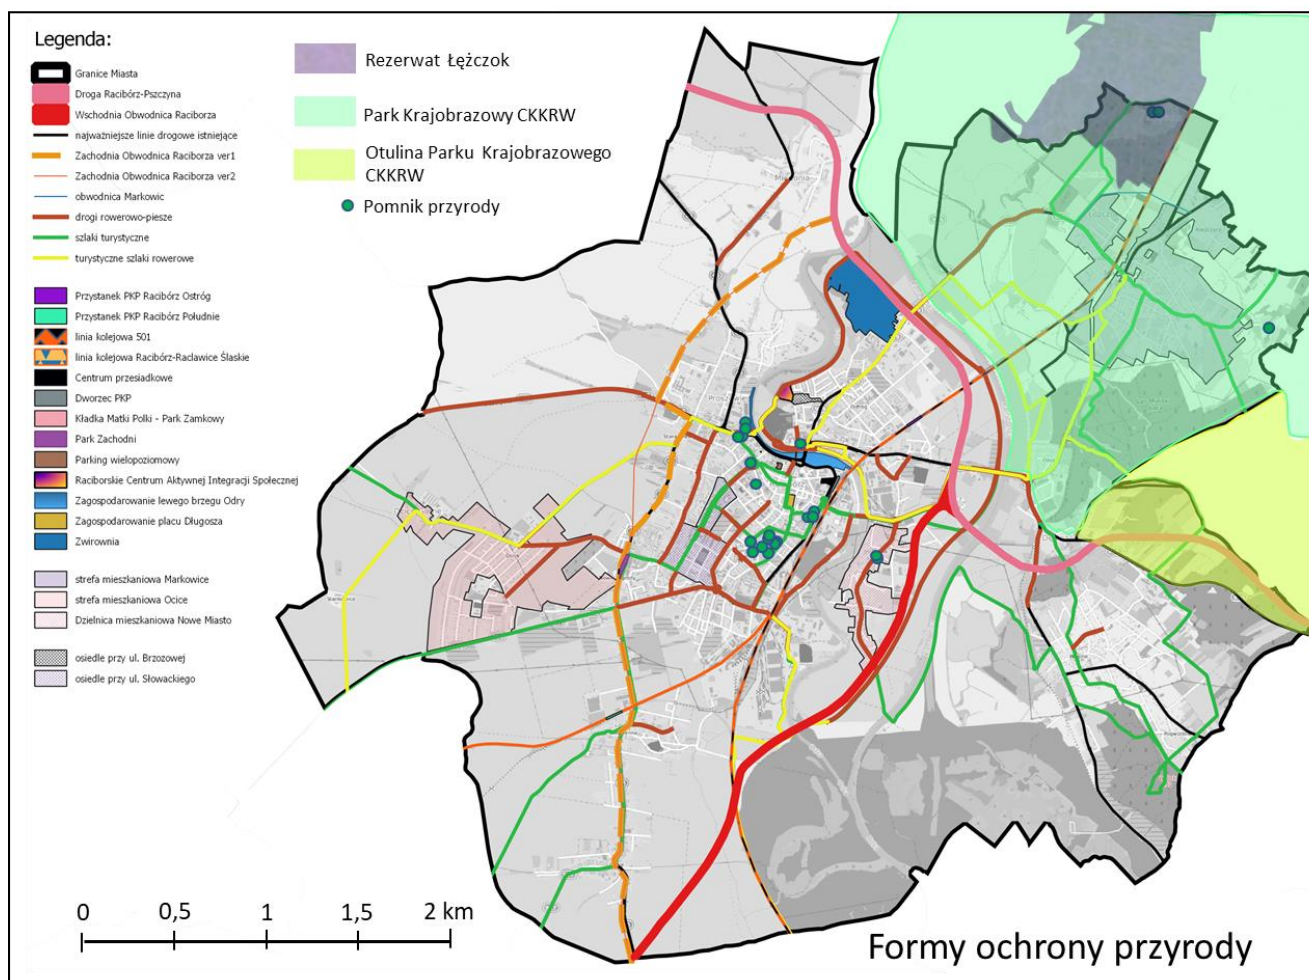 Legenda:
Granice Miasta
Droga Racibórz-Pszczyna
Wschodnia Obwodnica Raciborza
najważniejsze linie drogowe istniejące
Zachodnia Obwodnica Raciborza ver1
Zachodnia Obwodnica Raciborza ver2
obwodnica Markowic
drogi rowerowo-piesze
szlaki turystyczne
turystyczne szlaki rowerowe
Przystanek PKP Racibórz Ostróg
Przystanek PKP Racibórz Południe
linia kolejowa 501
linia kolejowa Racibórz-Racławice Śląskie
Centrum przesiadkowe
Dworzec PKP
Kładka Matki Polki - Park Zamkowy
Park Zachodni
Parking wielopoziomowy
Raciborskie Centrum Aktywnej Integracji Społecznej
Zagospodarowanie lewego brzegu Odry
Zagospodarowanie placu Długosza
Zwirownia
strefa mieszkaniowa Markowice
strefa mieszkaniowa Ocice
Dzielnica mieszkaniowa Nowe Miasto
osiedle przy ul. Brzozowej
osiedle przy ul. Słowackiego
Rezerwat Łężczok
Park Krajobrazowy CKKRW
Otulina Parku Krajobrazowego
CKKRW
Pomnik przyrody
0 0,5 1 1,5 2 km
Formy ochrony przyrody